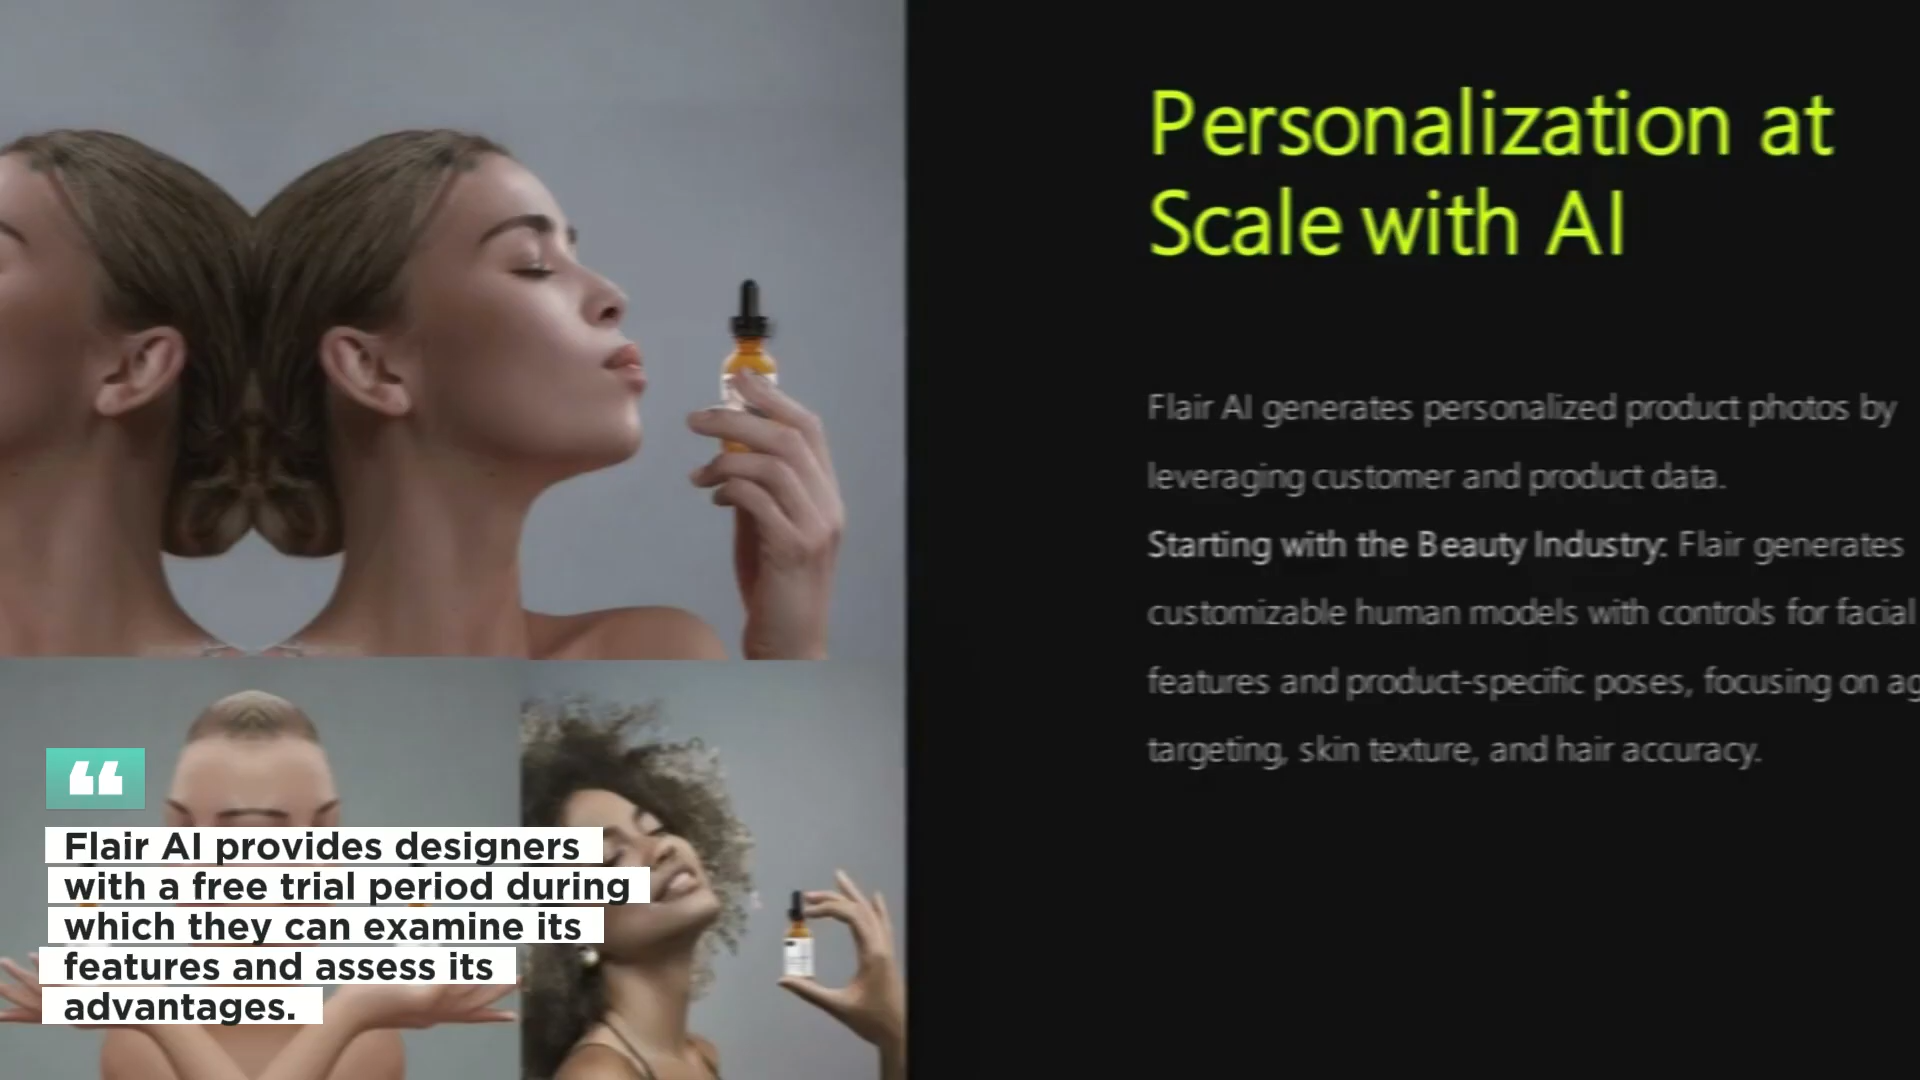 Personalization at
Scale with AI
Flair AI generates personalized product photos by
leveraging customer and product data.
Starting with the Beauty Industry: Flair generates
customizable human models with controls for facial
features and product-specific poses, focusing on
targeting, skin texture, and hair accuracy.
“
Flair AI provides designers
with a free trial period during
which they can examine its
features and assess its
advantages.